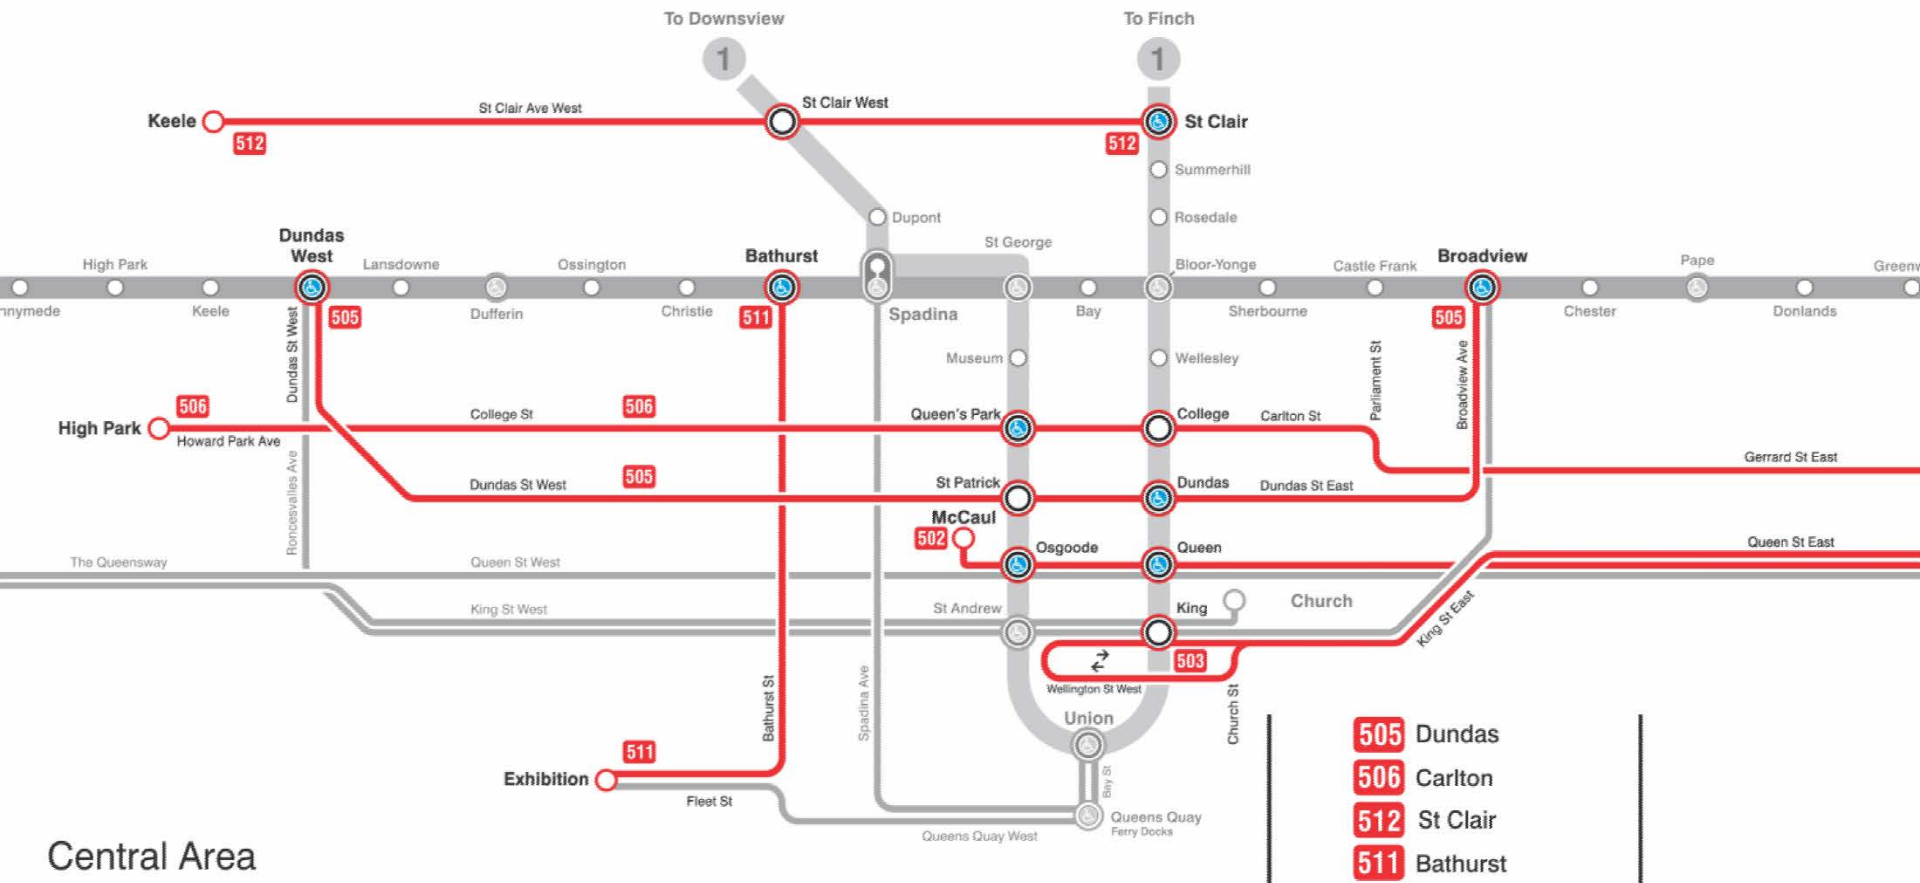 To Downsview
To Finch
1
1
Keele
St Clair Ave West
St Clair West
St Clair
512
512
Summerhill
Dupont
Rosedale
Dundas
West
St George
High Park
Lansdowne
Ossington
Bathurst
Bloor-Yonge
Castle Frank
Broadview
Pape
Keele
505
Dufferin
Christie
511
Spadina
Bay
Sherbourne
505
Chester
Donlands
Dundas St West
Museum
Wellesley
Parliament St
Broadview Ave
506
506
College St
Queen's Park
College
Carlton St
High Park
Howard Park Ave
Roncesvalles Ave
Gerrard St East
505
Dundas St West
St Patrick
Dundas
Dundas St East
McCaul
502
Osgoode
Queen
Queen St East
The Queensway
Queen St West
King St West
St Andrew
King
Church
King St East
503
Wellington St West
Bathurst St
Spadina Ave
Church St
Union
Bay St
511
Exhibition
Fleet St
Queens Quay
Ferry Docks
Queens Quay West
Central Area
505 Dundas
506 Carlton
512 St Clair
511 Bathurst